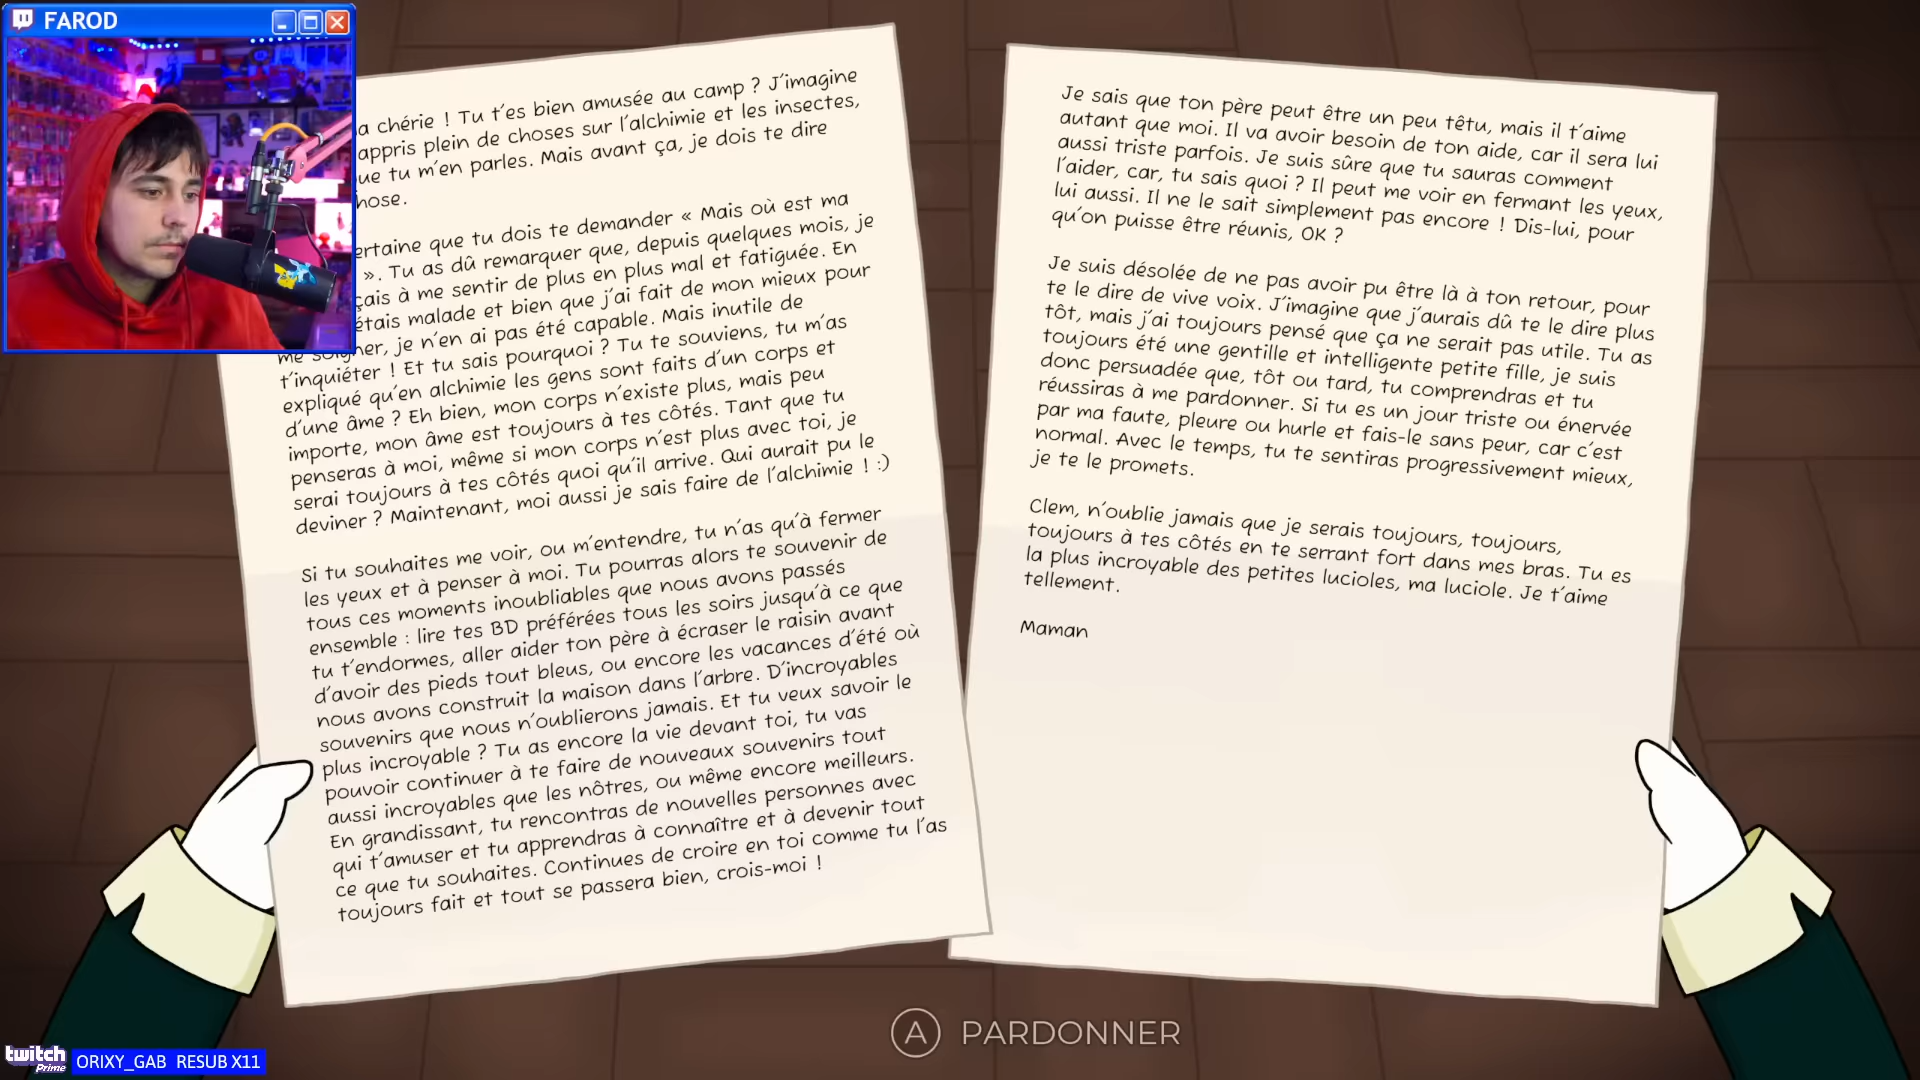 FAROD
a chérie ! Tu t'es bien amusée au camp ? J'imagine
appris plein de choses sur l'alchimie et les insectes,
ue tu m'en parles. Mais avant ça, je dois te dire
hose.
ertaine que tu dois te demander « Mais où est ma
». Tu as dû remarquer que, depuis quelques mois, je
çais à me sentir de plus en plus mal et fatiguée. En
étais malade et bien que j'ai fait de mon mieux pour
me soigner, je n'en ai pas été capable. Mais inutile de
t'inquiéter ! Et tu sais pourquoi ? Tu te souviens, tu m'as
expliqué qu'en alchimie les gens sont faits d'un corps et
d'une âme ? Eh bien, mon corps n'existe plus, mais peu
importe, mon âme est toujours à tes côtés. Tant que tu
penseras à moi, même si mon corps n'est plus avec toi, je
serai toujours à tes côtés quoi qu'il arrive. Qui aurait pu le
deviner ? Maintenant, moi aussi je sais faire de l'alchimie ! :)
Si tu souhaites me voir, ou m'entendre, tu n'as qu'à fermer
les yeux et à penser à moi. Tu pourras alors te souvenir de
tous ces moments inoubliables que nous avons passés
ensemble : lire tes BD préférées tous les soirs jusqu'à ce que
tu t'endormes, aller aider ton père à écraser le raisin avant
d'avoir des pieds tout bleus, ou encore les vacances d'été où
nous avons construit la maison dans l'arbre. D'incroyables
souvenirs que nous n'oublierons jamais. Et tu veux savoir le
plus incroyable ? Tu as encore la vie devant toi, tu vas
pouvoir continuer à te faire de nouveaux souvenirs tout
aussi incroyables que les nôtres, ou même encore meilleurs.
En grandissant, tu rencontras de nouvelles personnes avec
qui t'amuser et tu apprendras à connaître et à devenir tout
ce que tu souhaites. Continues de croire en toi comme tu l'as
toujours fait et tout se passera bien, crois-moi !
Je sais que ton père peut être un peu têtu, mais il t'aime
autant que moi. Il va avoir besoin de ton aide, car il sera lui
aussi triste parfois. Je suis sûre que tu sauras comment
l'aider, car, tu sais quoi ? Il peut me voir en fermant les yeux,
lui aussi. Il ne le sait simplement pas encore ! Dis-lui, pour
qu'on puisse être réunis, OK ?
Je suis désolée de ne pas avoir pu être là à ton retour, pour
te le dire de vive voix. J'imagine que j'aurais dû te le dire plus
tôt, mais j'ai toujours pensé que ça ne serait pas utile. Tu as
toujours été une gentille et intelligente petite fille, je suis
donc persuadée que, tôt ou tard, tu comprendras et tu
réussiras à me pardonner. Si tu es un jour triste ou énervée
par ma faute, pleure ou hurle et fais-le sans peur, car c'est
normal. Avec le temps, tu te sentiras progressivement mieux,
je te le promets.
Clem, n'oublie jamais que je serais toujours, toujours,
toujours à tes côtés en te serrant fort dans mes bras. Tu es
la plus incroyable des petites lucioles, ma luciole. Je t'aime
tellement.
Maman
A PARDONNER
twitch
Prime
ORIXY_GAB RESUB X11